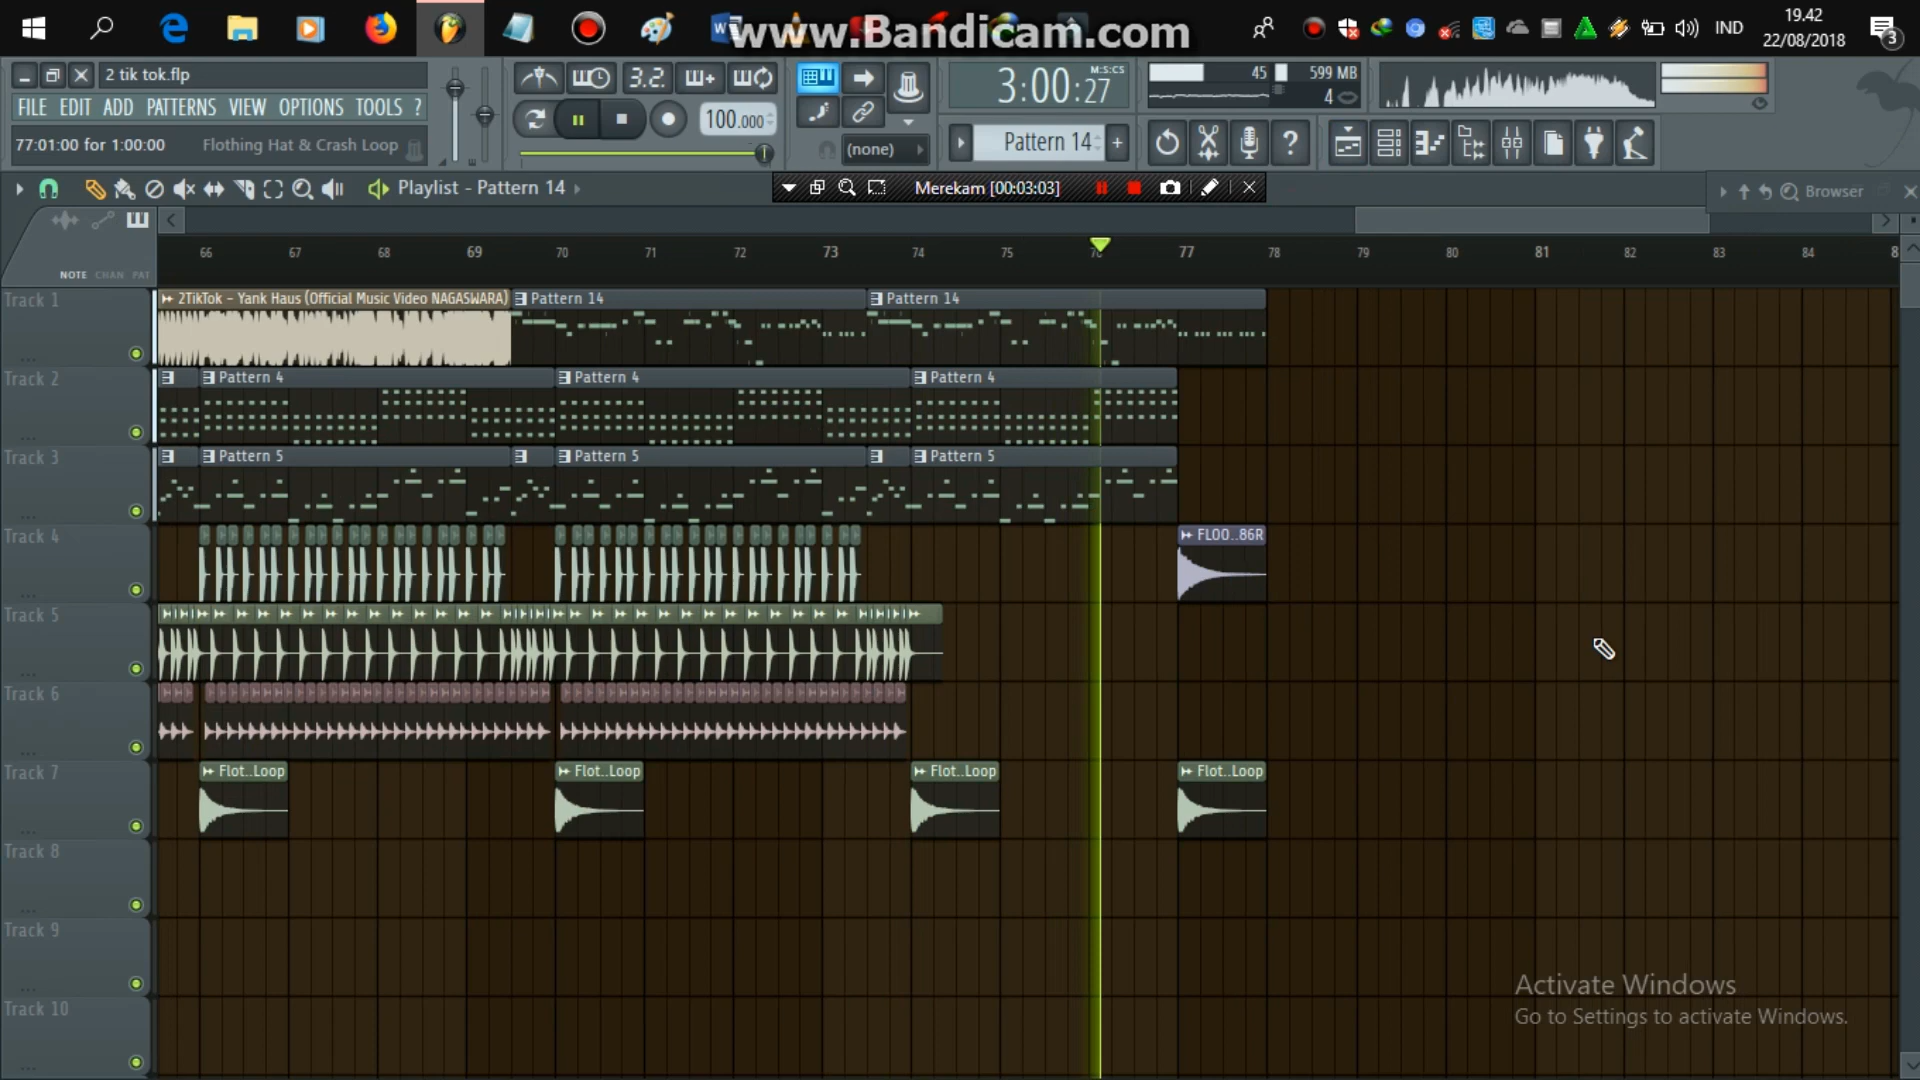 www.Bandicam.com
IND
19.42
22/08/2018
3
2 tik tok.flp
3.2.
3:00:27
M:S:CS
45
599 MB
4
FILE EDIT ADD PATTERNS VIEW OPTIONS TOOLS ?
100.000
77:01:00 for 1:00:00
Flothing Hat & Crash Loop
(none)
Pattern 14
+
?
Playlist - Pattern 14
Merekam [00:03:03]
Browser
66 67 68 69 70 71 72 73 74 75 76 77 78 79 80 81 82 83 84
NOTE CHAN PAT
Track 1
2TikTok - Yank Haus (Official Music Video NAGASWARA)
Pattern 14
Pattern 14
Track 2
Pattern 4
Pattern 4
Pattern 4
Track 3
Pattern 5
Pattern 5
Pattern 5
Track 4
FLOO..86R
Track 5
Track 6
Track 7
Flot..Loop
Flot..Loop
Flot..Loop
Flot..Loop
Track 8
Track 9
Track 10
Activate Windows
Go to Settings to activate Windows.